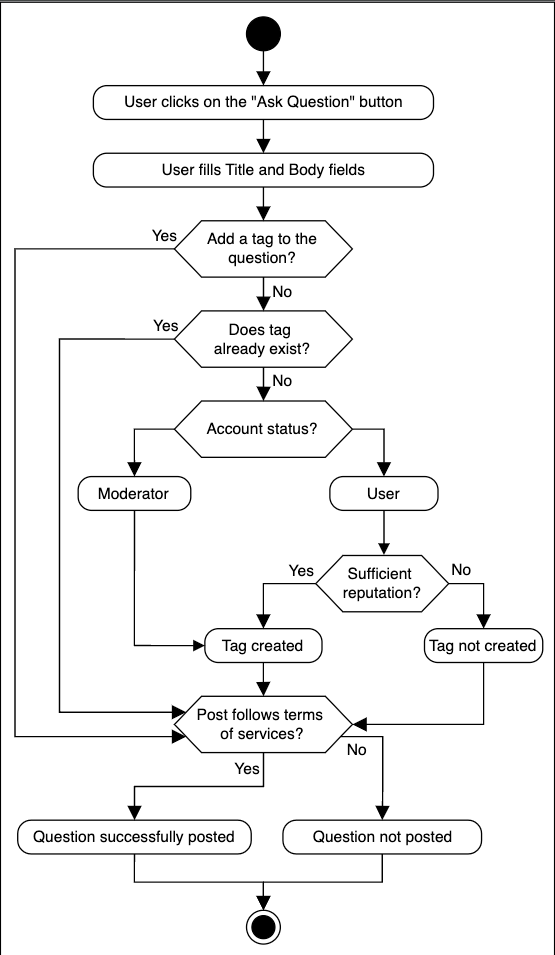 User clicks on the "Ask Question" button
User fills Title and Body fields
Yes
Add a tag to the
question?
No
Yes
Does tag
already exist?
No
Account status?
Moderator
User
Yes
Sufficient
reputation?
No
Tag created
Tag not created
Post follows terms
of services?
Yes
No
Question successfully posted
Question not posted